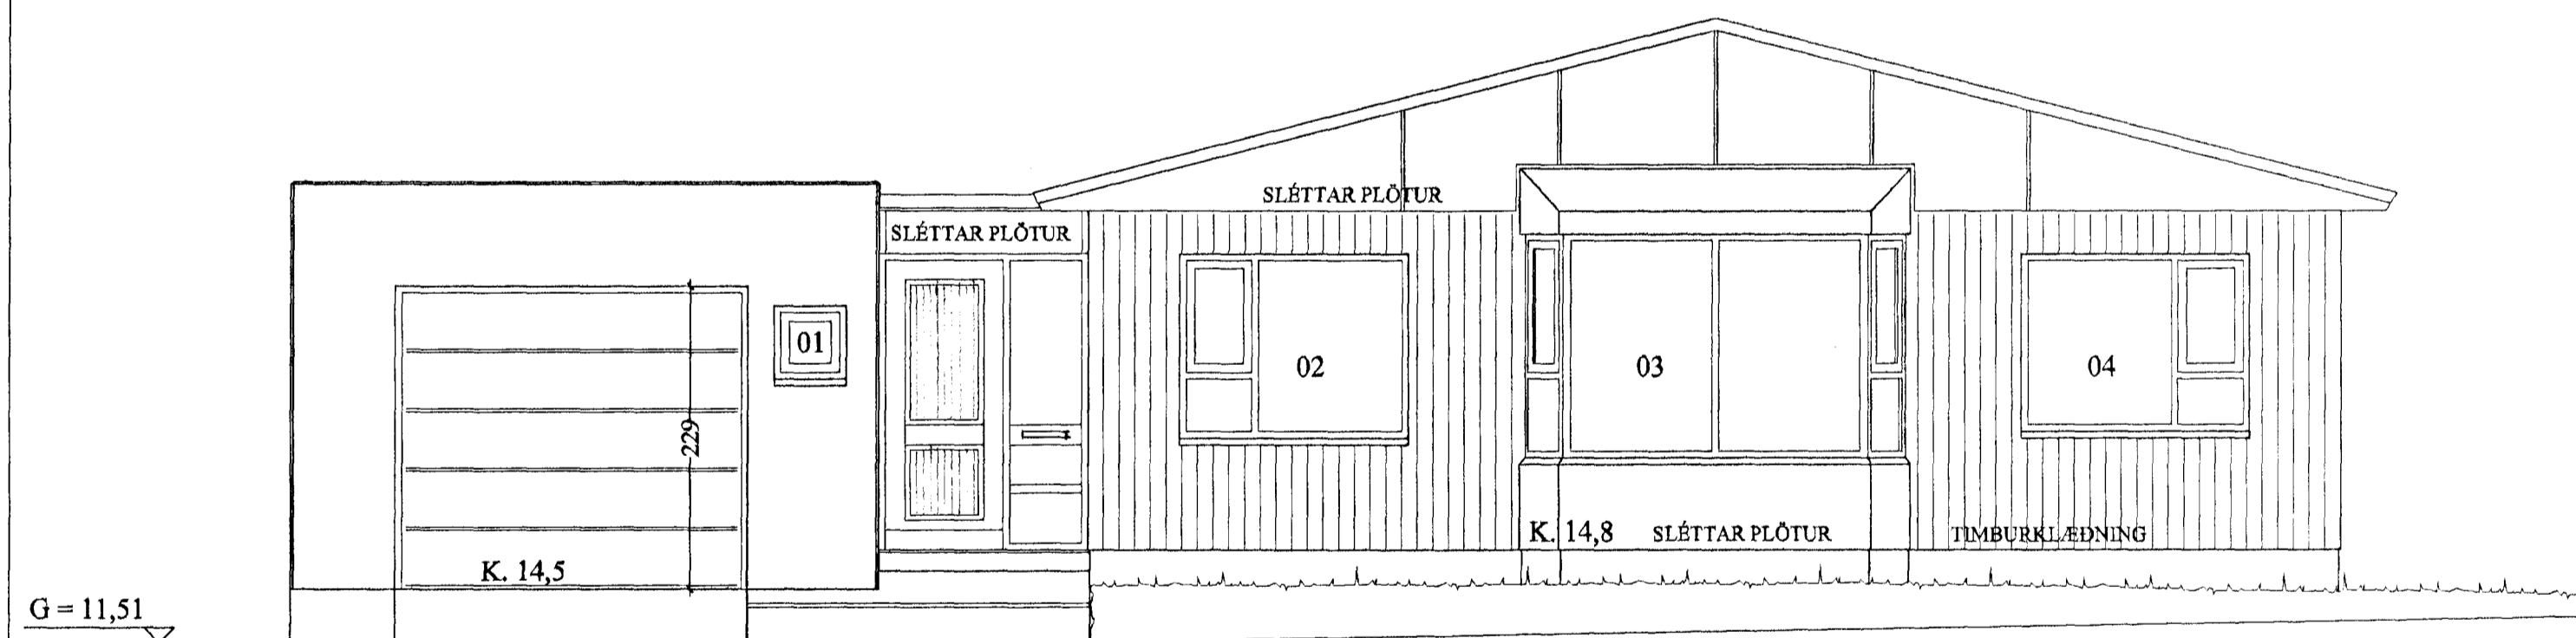 SLÉTTAR PLÖTUR
SLÉTTAR PLÖTUR
01
02
03
04
229
K. 14,5
K. 14,8
SLÉTTAR PLÖTUR
TIMBURKLÆÐNING
G = 11,51